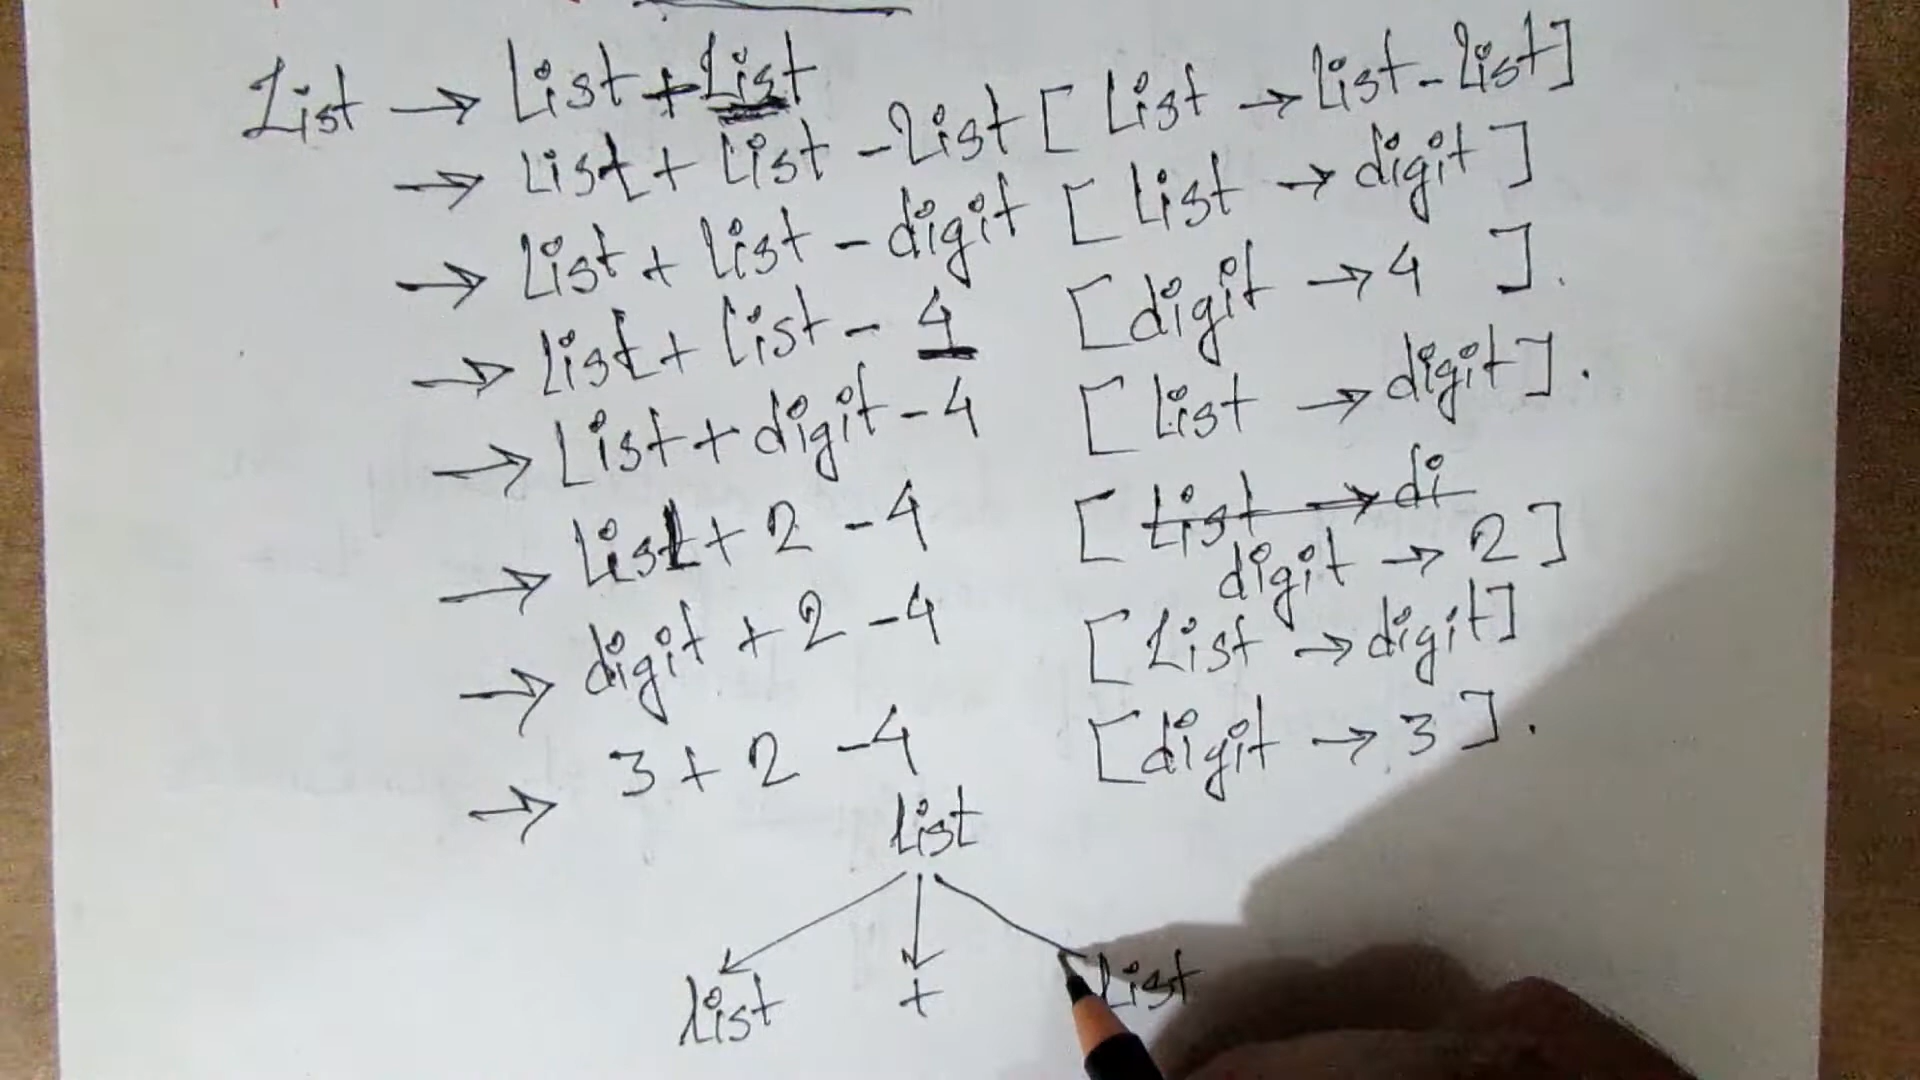 List → List + List
→ List + List - List [ List → List - List ]
→ List + List - digit [ List → digit ]
→ List + List - 4 [ digit → 4 ].
→ List + digit - 4 [ List → digit ].
→ List + 2 - 4 [ List → di
digit → 2 ]
→ digit + 2 - 4 [ List → digit ]
→ 3 + 2 - 4 [ digit → 3 ].
List
List + List